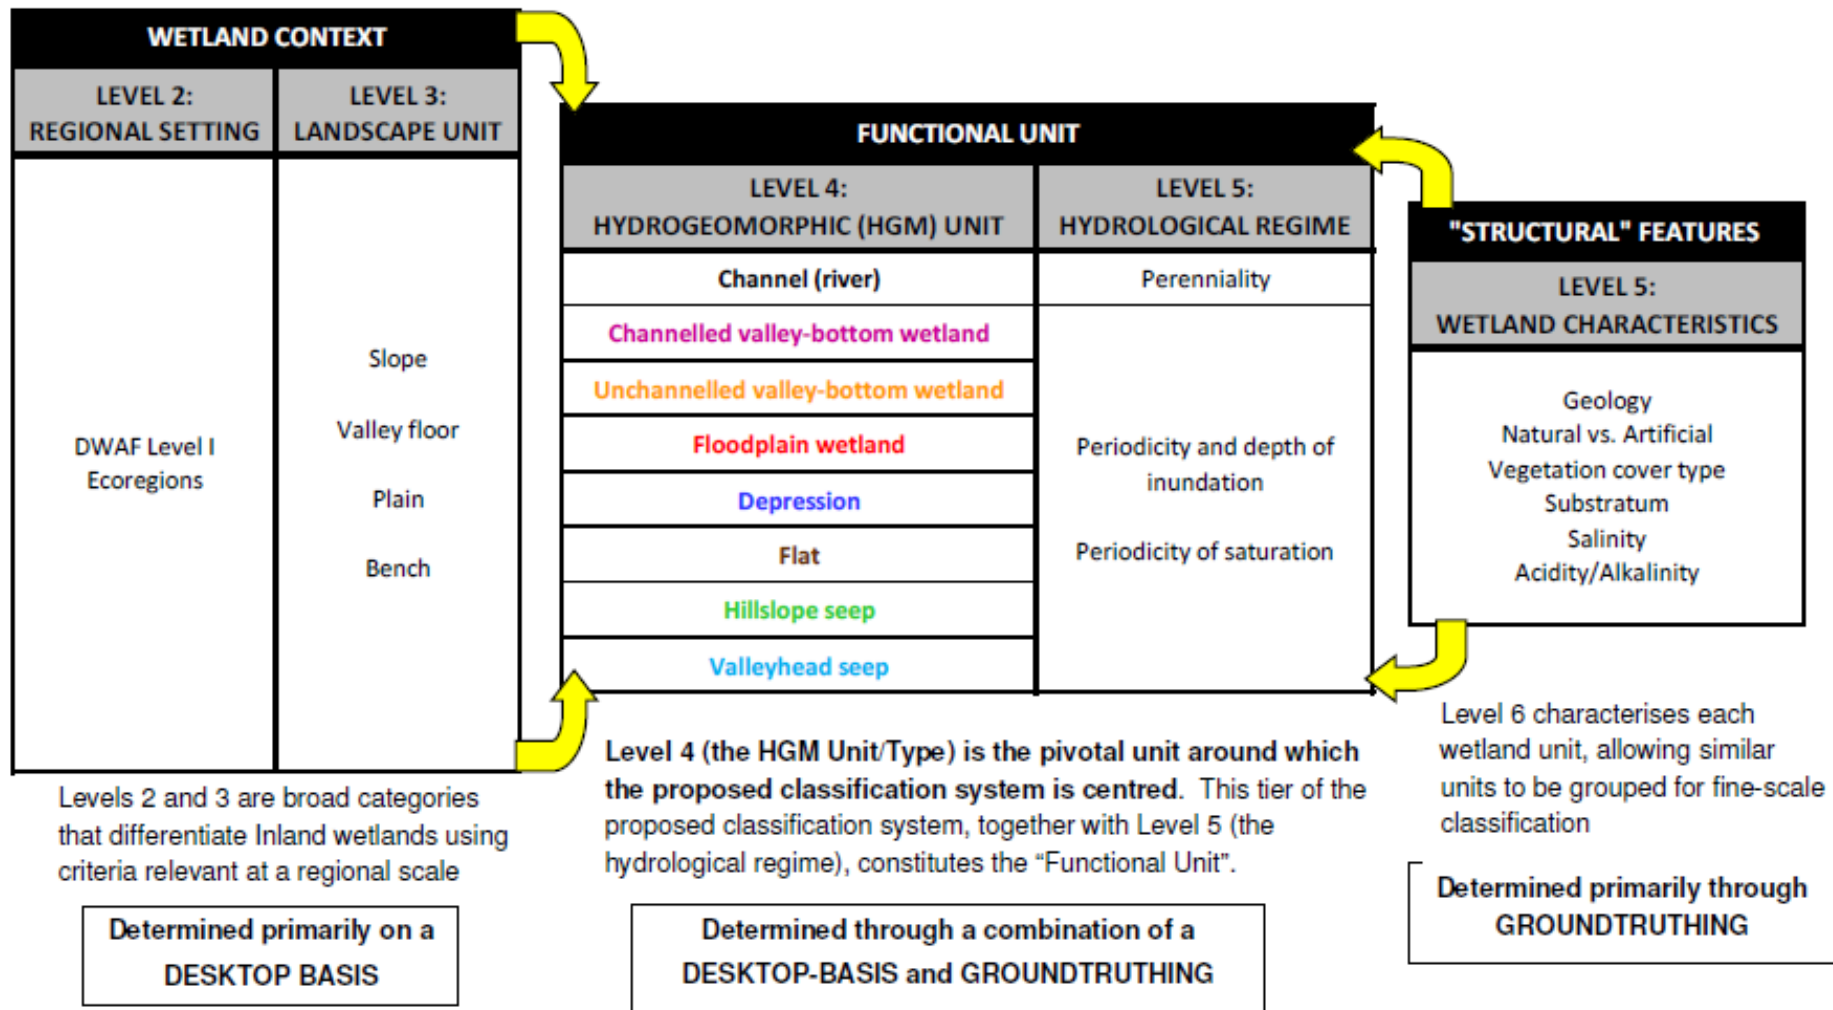 WETLAND CONTEXT
LEVEL 2:
REGIONAL SETTING
LEVEL 3:
LANDSCAPE UNIT
DWAF Level I
Ecoregions
Slope
Valley floor
Plain
Bench
Levels 2 and 3 are broad categories
that differentiate Inland wetlands using
criteria relevant at a regional scale
Determined primarily on a
DESKTOP BASIS
FUNCTIONAL UNIT
LEVEL 4:
HYDROGEOMORPHIC (HGM) UNIT
LEVEL 5:
HYDROLOGICAL REGIME
Channel (river)
Perenniality
Channelled valley-bottom wetland
Unchannelled valley-bottom wetland
Floodplain wetland
Depression
Flat
Hillslope seep
Valleyhead seep
Periodicity and depth of
inundation
Periodicity of saturation
Level 4 (the HGM Unit/Type) is the pivotal unit around which
the proposed classification system is centred. This tier of the
proposed classification system, together with Level 5 (the
hydrological regime), constitutes the “Functional Unit”.
Determined through a combination of a
DESKTOP-BASIS and GROUNDTRUTHING
"STRUCTURAL" FEATURES
LEVEL 5:
WETLAND CHARACTERISTICS
Geology
Natural vs. Artificial
Vegetation cover type
Substratum
Salinity
Acidity/Alkalinity
Level 6 characterises each
wetland unit, allowing similar
units to be grouped for fine-scale
classification
Determined primarily through
GROUNDTRUTHING